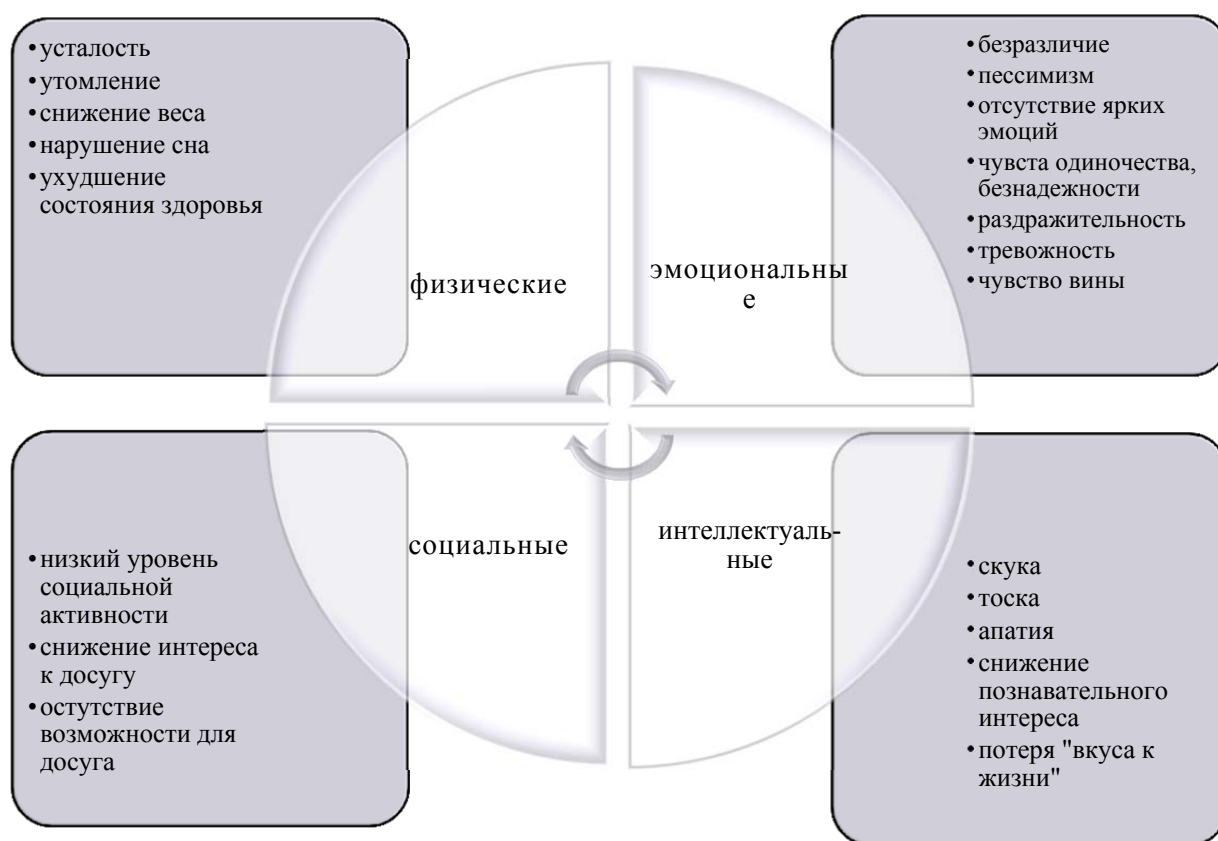 •усталость
•утомление
•снижение веса
•нарушение сна
•ухудшение
состояния здоровья
•безразличие
•пессимизм
•отсутствие ярких
эмоций
•чувста одиночества,
безнадежности
•раздражительность
•тревожность
•чувство вины
физические
эмоциональны
е
социальные
интеллектуаль-
ные
•низкий уровень
социальной
активности
•снижение интереса
к досугу
•остутствие
возможности для
досуга
•скука
•тоска
•апатия
•снижение
познавательного
интереса
•потеря "вкуса к
жизни"